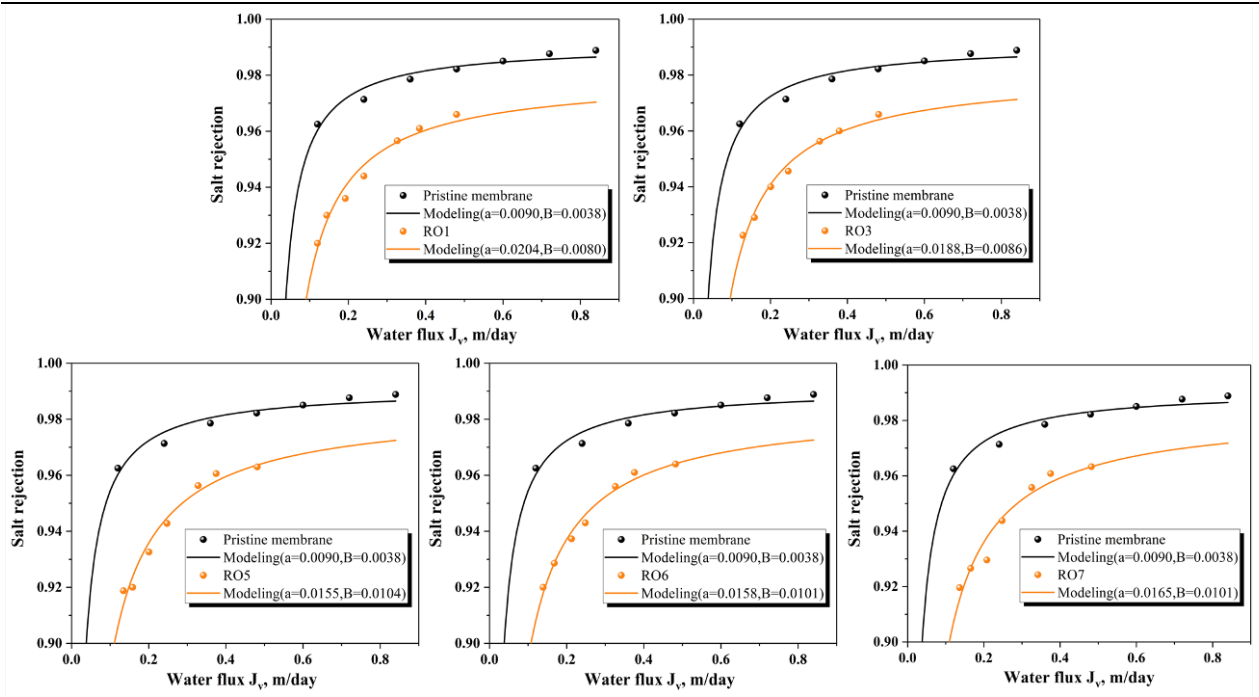 1.00
0.98
0.96
0.94
0.92
0.90
Salt rejection
Pristine membrane
Modeling(a=0.0090,B=0.0038)
RO1
Modeling(a=0.0204,B=0.0080)
0.0 0.2 0.4 0.6 0.8
Water flux Jv, m/day
1.00
0.98
0.96
0.94
0.92
0.90
Salt rejection
Pristine membrane
Modeling(a=0.0090,B=0.0038)
RO3
Modeling(a=0.0188,B=0.0086)
0.0 0.2 0.4 0.6 0.8
Water flux Jv, m/day
1.00
0.98
0.96
0.94
0.92
0.90
Salt rejection
Pristine membrane
Modeling(a=0.0090,B=0.0038)
RO5
Modeling(a=0.0155,B=0.0104)
0.0 0.2 0.4 0.6 0.8
Water flux Jv, m/day
1.00
0.98
0.96
0.94
0.92
0.90
Salt rejection
Pristine membrane
Modeling(a=0.0090,B=0.0038)
RO6
Modeling(a=0.0158,B=0.0101)
0.0 0.2 0.4 0.6 0.8
Water flux Jv, m/day
1.00
0.98
0.96
0.94
0.92
0.90
Salt rejection
Pristine membrane
Modeling(a=0.0090,B=0.0038)
RO7
Modeling(a=0.0165,B=0.0101)
0.0 0.2 0.4 0.6 0.8
Water flux Jv, m/day